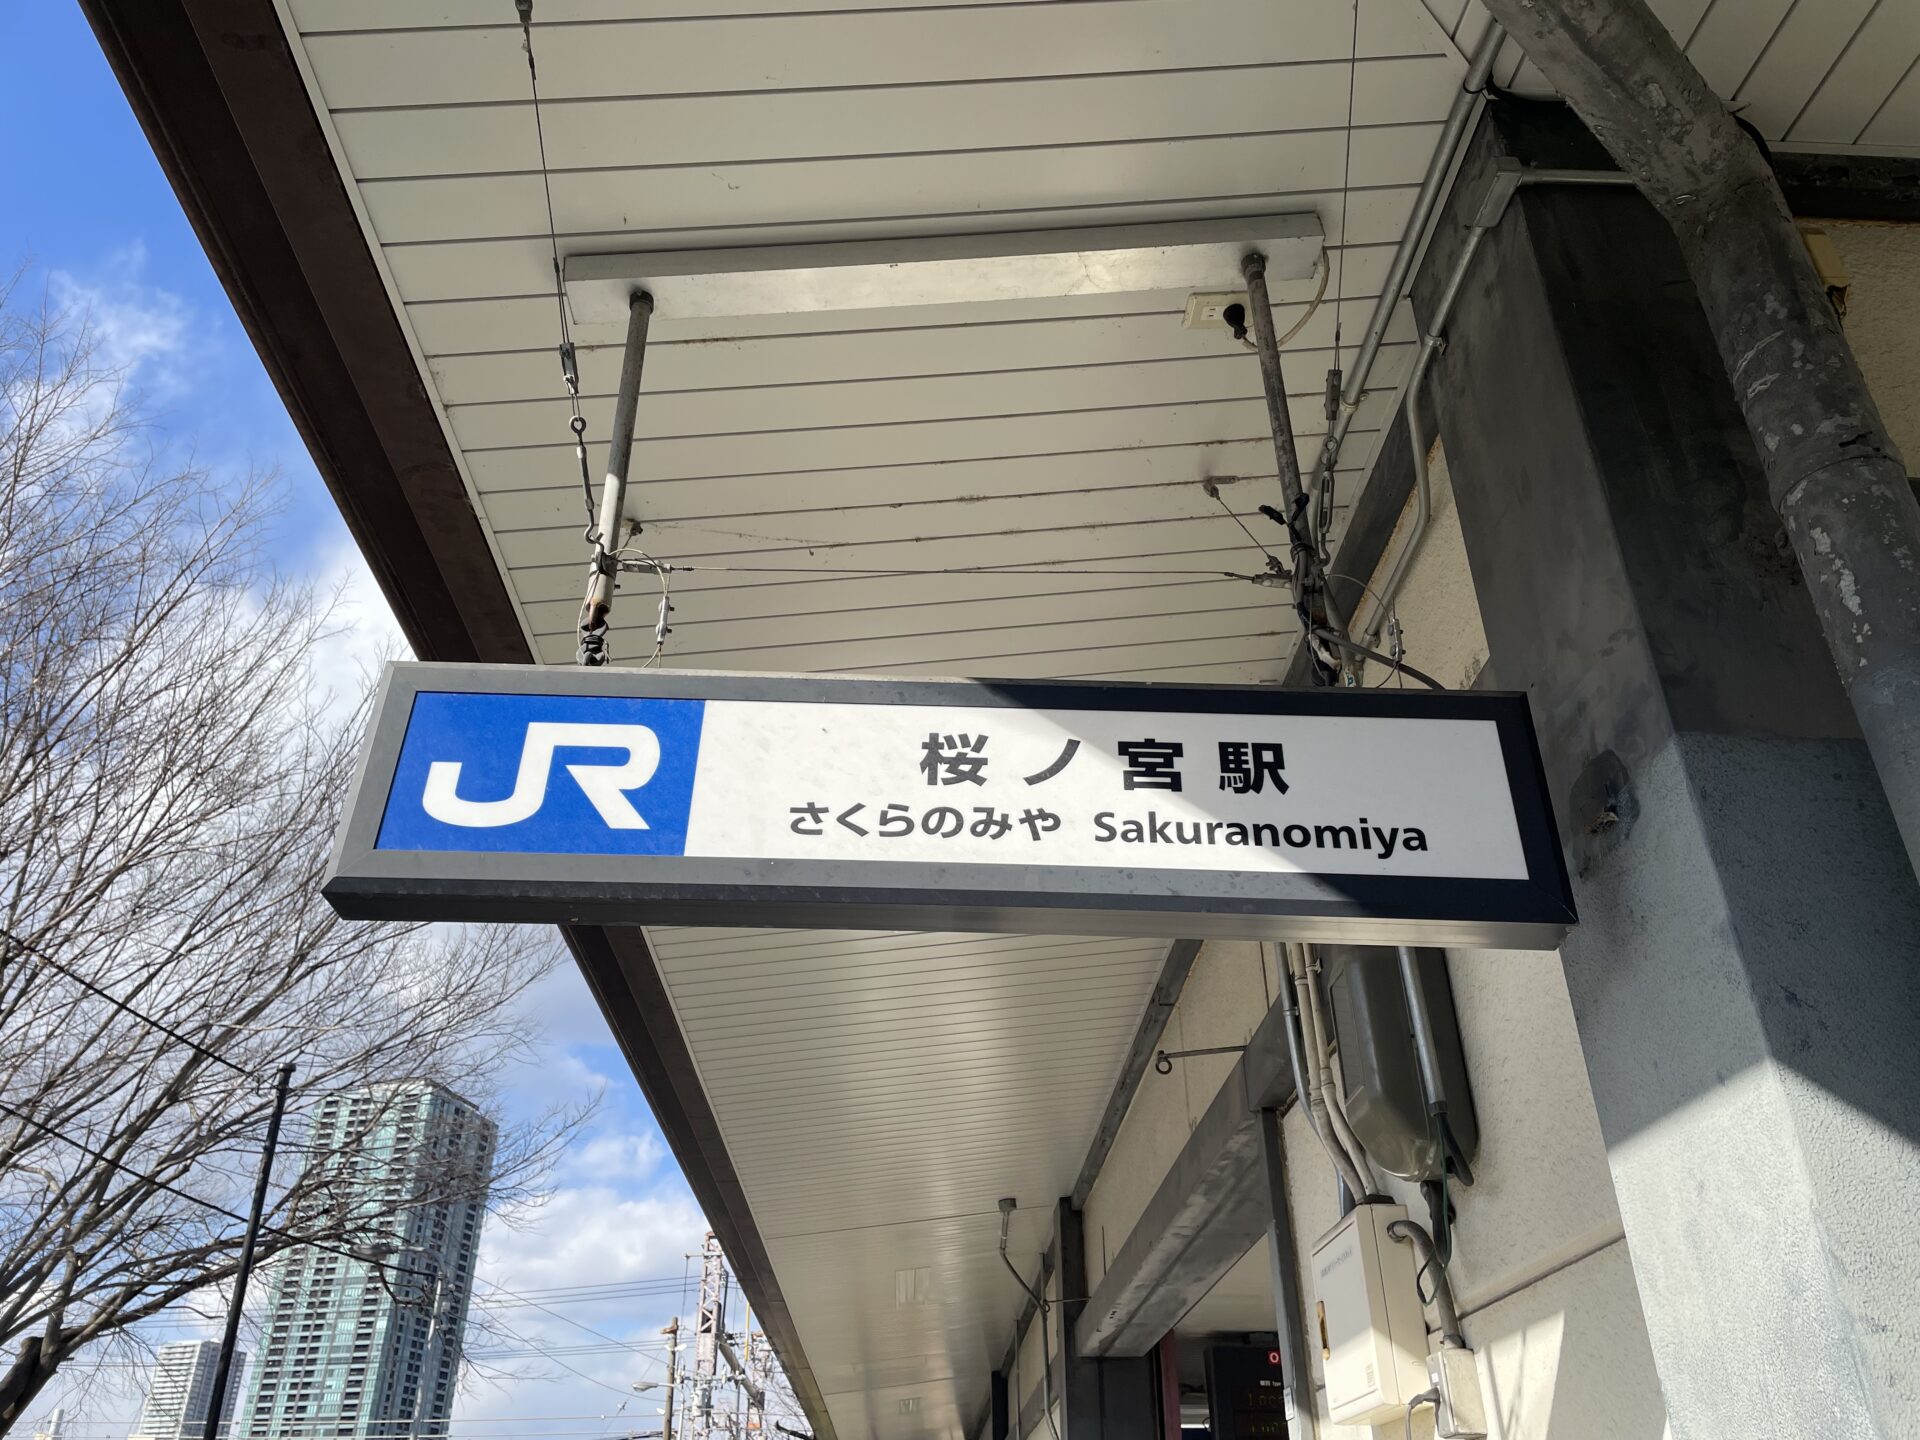 JR
桜ノ宮駅
さくらのみや Sakuranomiya